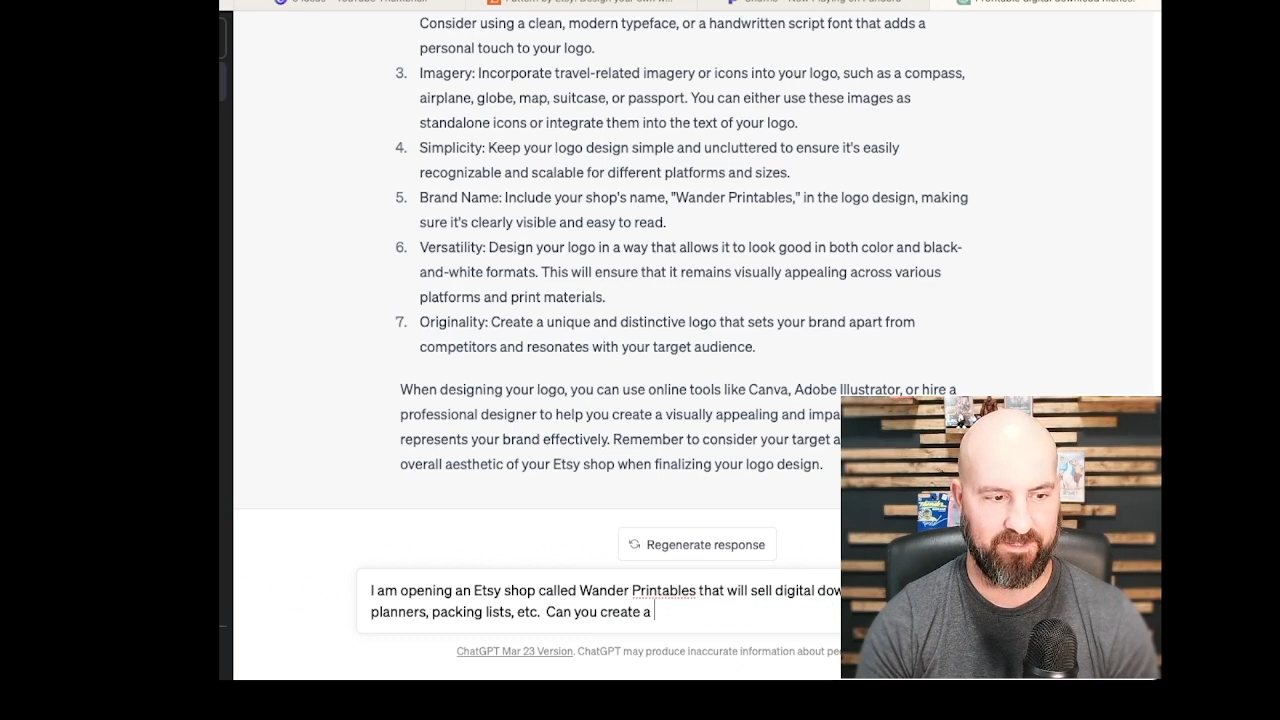 Consider using a clean, modern typeface, or a handwritten script font that adds a
personal touch to your logo.
3. Imagery: Incorporate travel-related imagery or icons into your logo, such as a compass,
airplane, globe, map, suitcase, or passport. You can either use these images as
standalone icons or integrate them into the text of your logo.
4. Simplicity: Keep your logo design simple and uncluttered to ensure it's easily
recognizable and scalable for different platforms and sizes.
5. Brand Name: Include your shop's name, "Wander Printables," in the logo design, making
sure it's clearly visible and easy to read.
6. Versatility: Design your logo in a way that allows it to look good in both color and black-
and-white formats. This will ensure that it remains visually appealing across various
platforms and print materials.
7. Originality: Create a unique and distinctive logo that sets your brand apart from
competitors and resonates with your target audience.
When designing your logo, you can use online tools like Canva, Adobe Illustrator, or hire a
professional designer to help you create a visually appealing and impa
represents your brand effectively. Remember to consider your target a
overall aesthetic of your Etsy shop when finalizing your logo design.
Regenerate response
I am opening an Etsy shop called Wander Printables that will sell digital dow
planners, packing lists, etc.  Can you create a
ChatGPT Mar 23 Version. ChatGPT may produce inaccurate information about pe